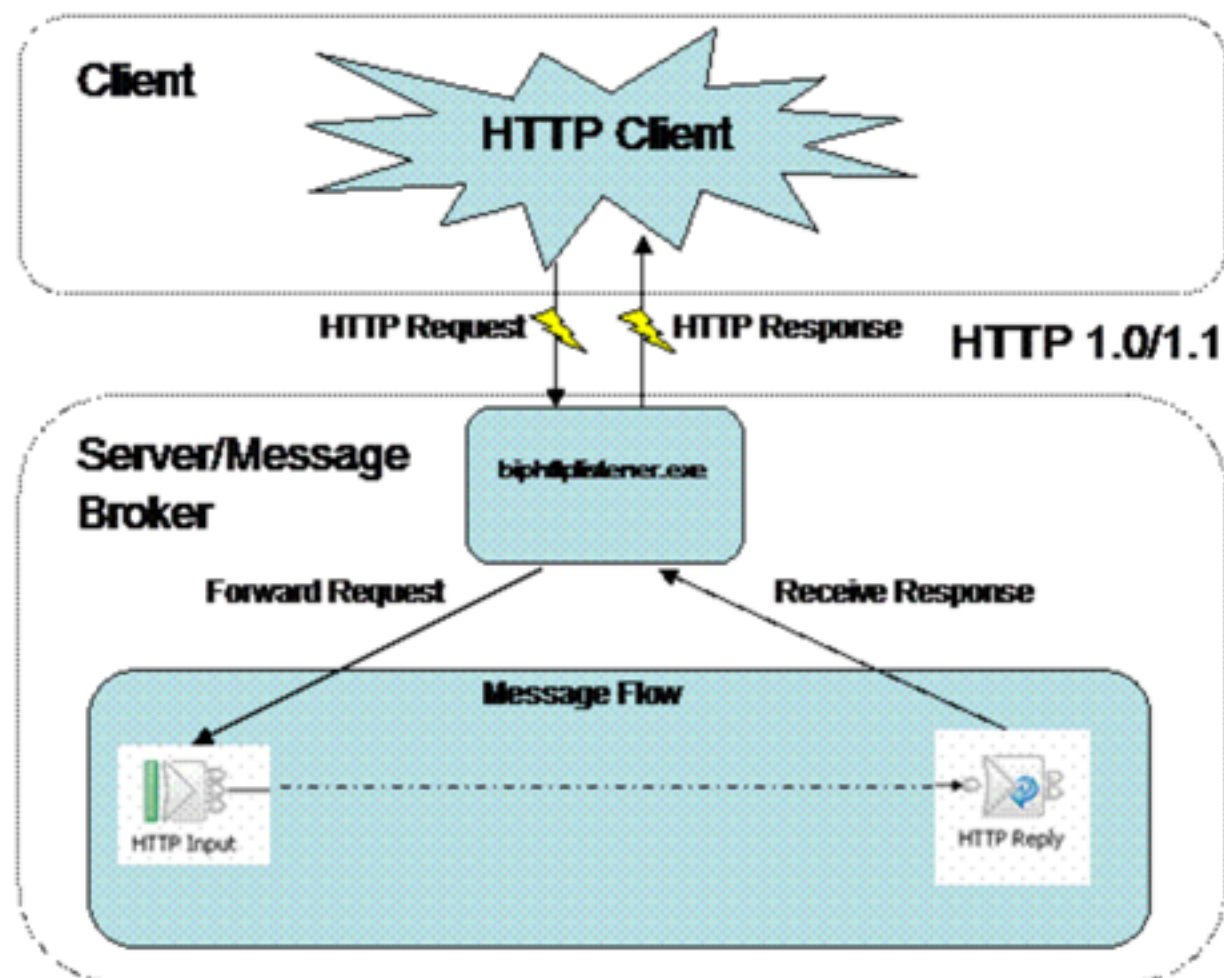 Client
HTTP Client
HTTP Request
HTTP Response
HTTP 1.0/1.1
Server/Message
Broker
biphttplistener.exe
Forward Request
Receive Response
Message Flow
HTTP Input
HTTP Reply